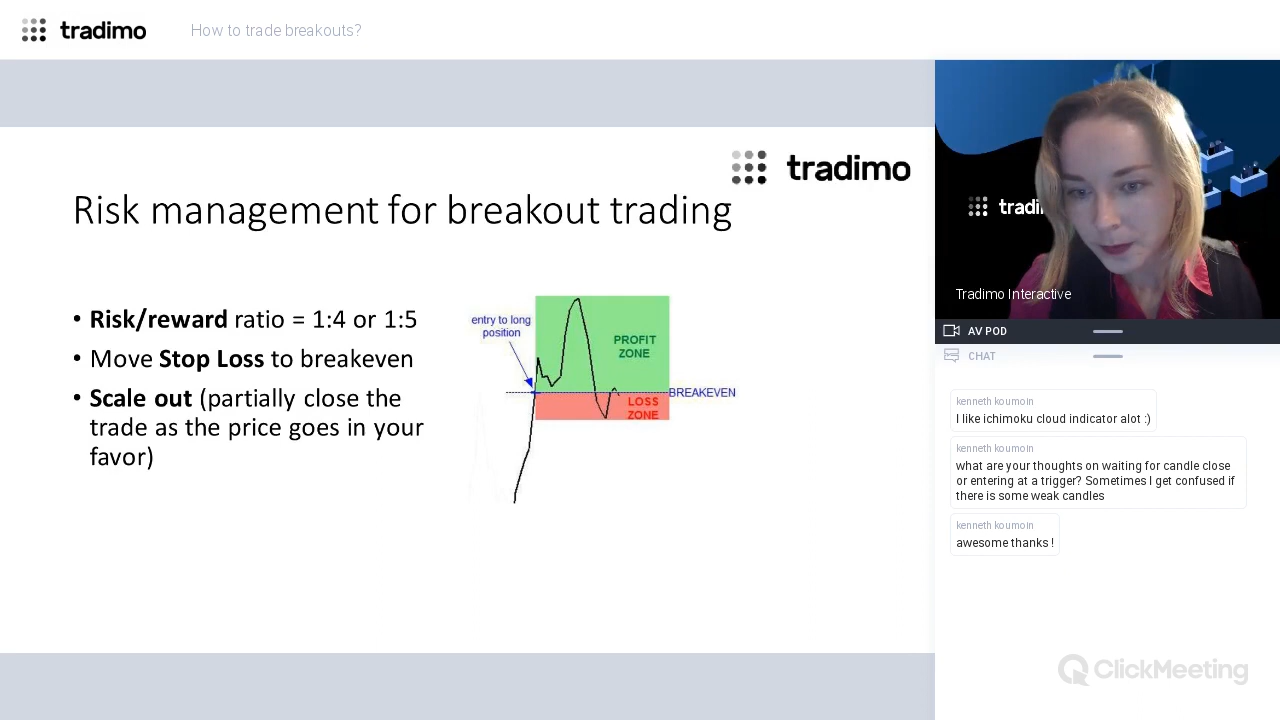 tradimo
How to trade breakouts?
tradimo
Risk management for breakout trading
• Risk/reward ratio = 1:4 or 1:5
• Move Stop Loss to breakeven
• Scale out (partially close the
trade as the price goes in your
favor)
entry to long
position
PROFIT
ZONE
BREAKEVEN
LOSS
ZONE
tradi
Tradimo Interactive
AV POD
CHAT
kenneth koumoin
I like ichimoku cloud indicator alot :)
kenneth koumoin
what are your thoughts on waiting for candle close
or entering at a trigger? Sometimes I get confused if
there is some weak candles
kenneth koumoin
awesome thanks !
ClickMeeting